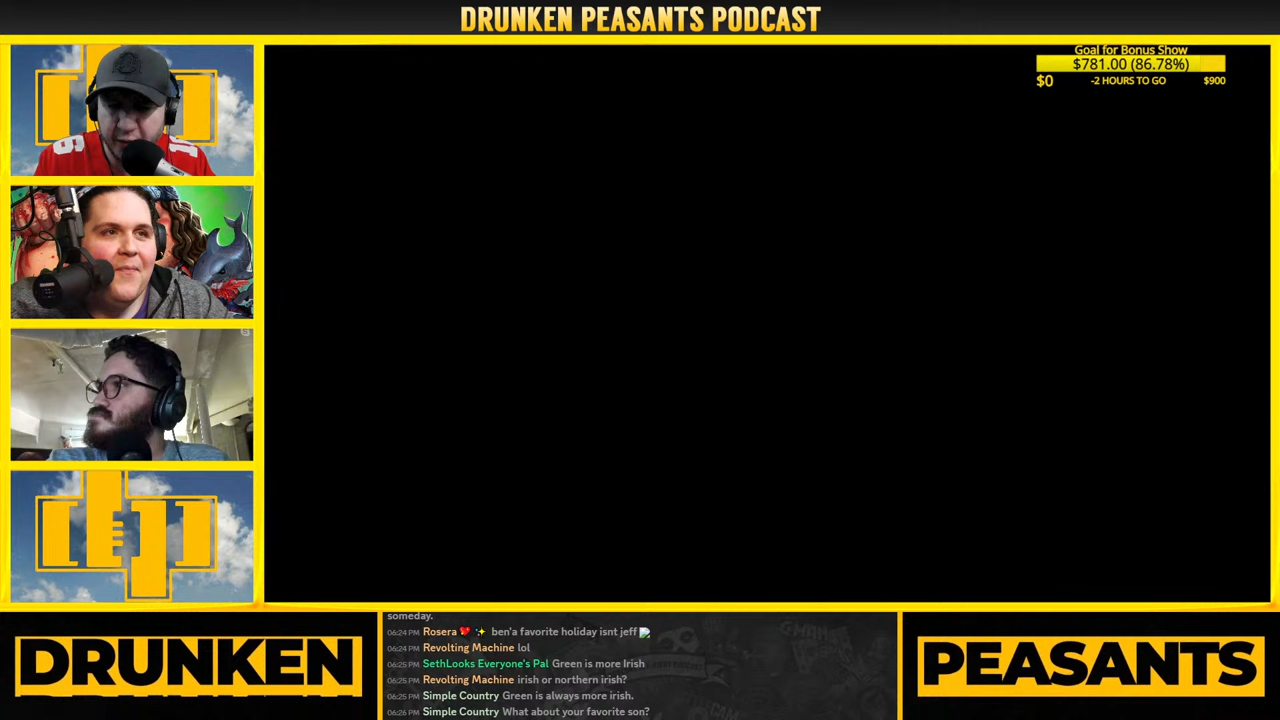 DRUNKEN PEASANTS PODCAST
Goal for Bonus Show
$781.00 (86.78%)
$0
-2 HOURS TO GO
$900
16
someday.
06:24 PM Rosera ❤️ ✨ ben'a favorite holiday isnt jeff
06:24 PM Revolting Machine lol
06:25 PM SethLooks Everyone's Pal Green is more Irish
06:25 PM Revolting Machine irish or northern irish?
06:25 PM Simple Country Green is always more irish.
06:26 PM Simple Country What about your favorite son?
DRUNKEN
PEASANTS